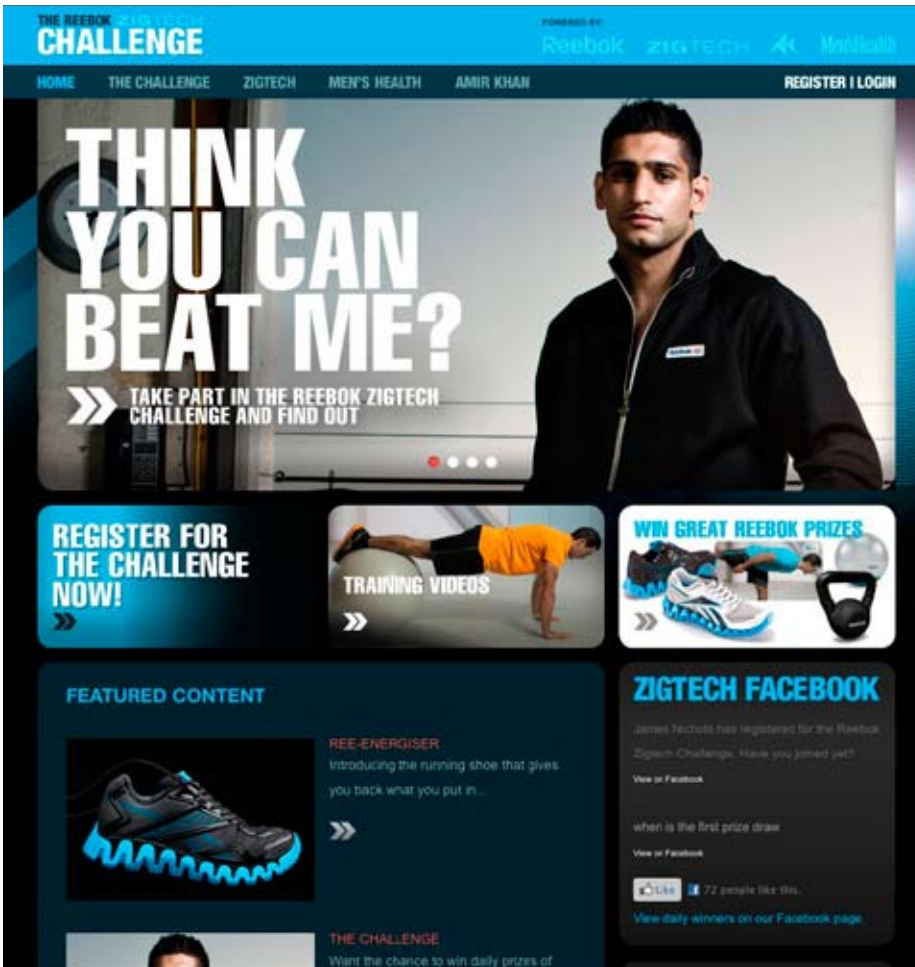 THE REEBOK ZIGTECH
CHALLENGE
POWERED BY:
Reebok ZIGTECH AK Men'sHealth
HOME THE CHALLENGE ZIGTECH MEN'S HEALTH AMIR KHAN REGISTER | LOGIN
THINK
YOU CAN
BEAT ME?
TAKE PART IN THE REEBOK ZIGTECH
CHALLENGE AND FIND OUT
Reebok
REGISTER FOR
THE CHALLENGE
NOW!
TRAINING VIDEOS
WIN GREAT REEBOK PRIZES
FEATURED CONTENT
REE-ENERGISER
Introducing the running shoe that gives
you back what you put in...
THE CHALLENGE
Want the chance to win daily prizes of
ZIGTECH FACEBOOK
James Nichols has registered for the Reebok
Zigtech Challenge. Have you joined yet?
View on Facebook
when is the first prize draw
View on Facebook
Like f 72 people like this.
View daily winners on our Facebook page.